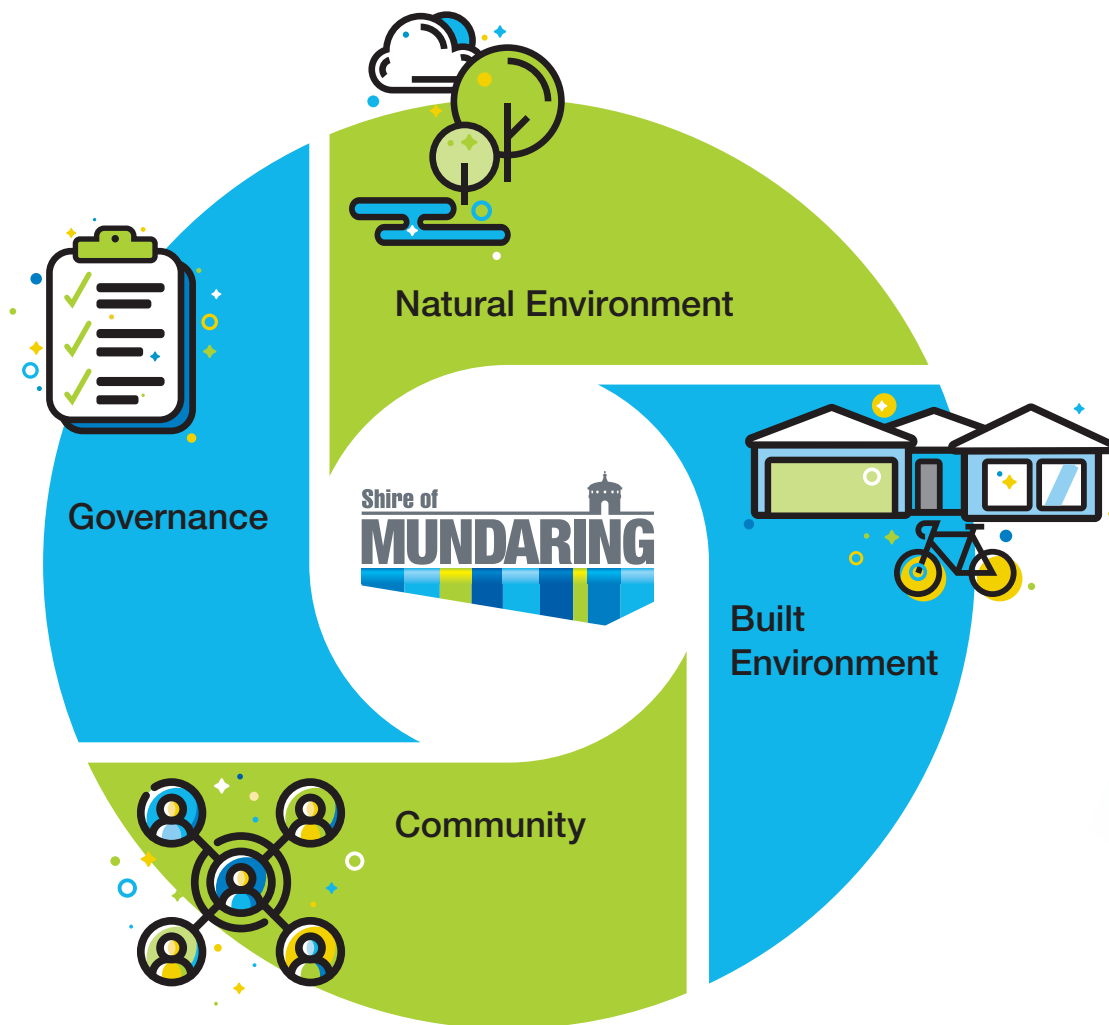 Natural Environment
Governance
Shire of
MUNDARING
Built
Environment
Community